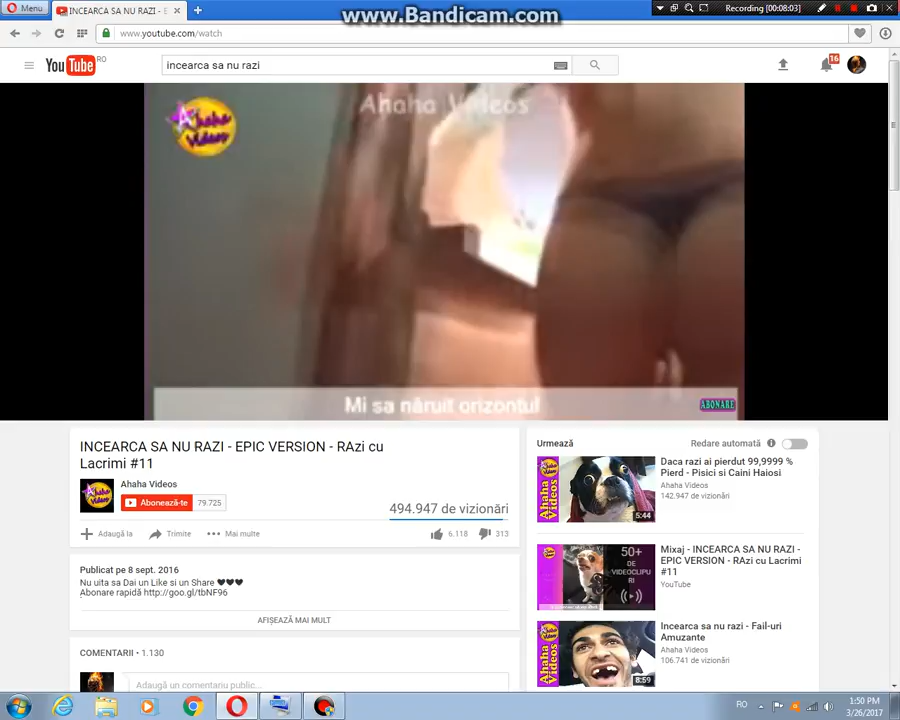 www.Bandicam.com
Recording [00:08:03]
Menu
INCEARCA SA NU RAZI - E
www.youtube.com/watch
YouTube RO
incearca sa nu razi
16
Ahaha Videos
Ahaha Videos
Mi sa năruit orizontul
ABONARE
INCEARCA SA NU RAZI - EPIC VERSION - RAzi cu
Lacrimi #11
Ahaha Videos
Abonează-te 79.725
494.947 de vizionări
Adaugă la Trimite Mai multe
6.118 313
Publicat pe 8 sept. 2016
Nu uita sa Dai un Like si un Share ♥♥♥
Abonare rapidă http://goo.gl/tbNF96
AFIȘEAZĂ MAI MULT
COMENTARII • 1.130
Adaugă un comentariu public...
Urmează Redare automată
Ahaha Videos
5:44
Daca razi ai pierdut 99,9999 %
Pierd - Pisici si Caini Haiosi
Ahaha Videos
142.947 de vizionări
50+
DE
VIDEOCLIPU
RI
Mixaj - INCEARCA SA NU RAZI -
EPIC VERSION - RAzi cu Lacrimi
#11
YouTube
Ahaha Videos
8:59
Incearca sa nu razi - Fail-uri
Amuzante
Ahaha Videos
106.741 de vizionări
RO
1:50 PM
3/26/2017